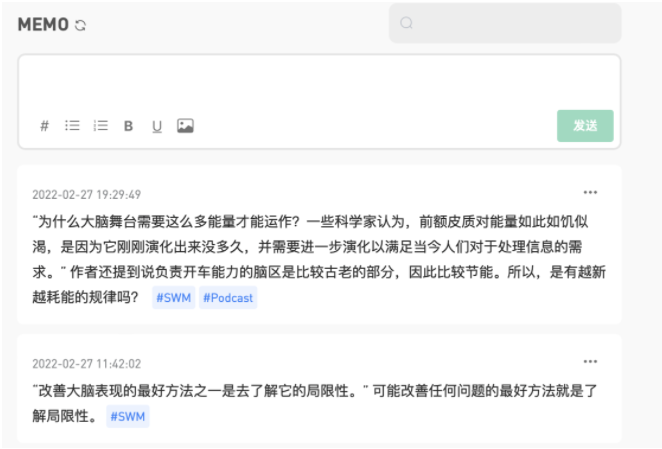 MEMO
# B U
发送
2022-02-27 19:29:49
“为什么大脑舞台需要这么多能量才能运作？一些科学家认为，前额皮质对能量如此如饥似
渴，是因为它刚刚演化出来没多久，并需要进一步演化以满足当今人们对于处理信息的需
求。” 作者还提到说负责开车能力的脑区是比较古老的部分，因此比较节能。所以，是有越新
越耗能的规律吗？ #SWM #Podcast
2022-02-27 11:42:02
“改善大脑表现的最好方法之一是去了解它的局限性。” 可能改善任何问题的最好方法就是了
解局限性。 #SWM